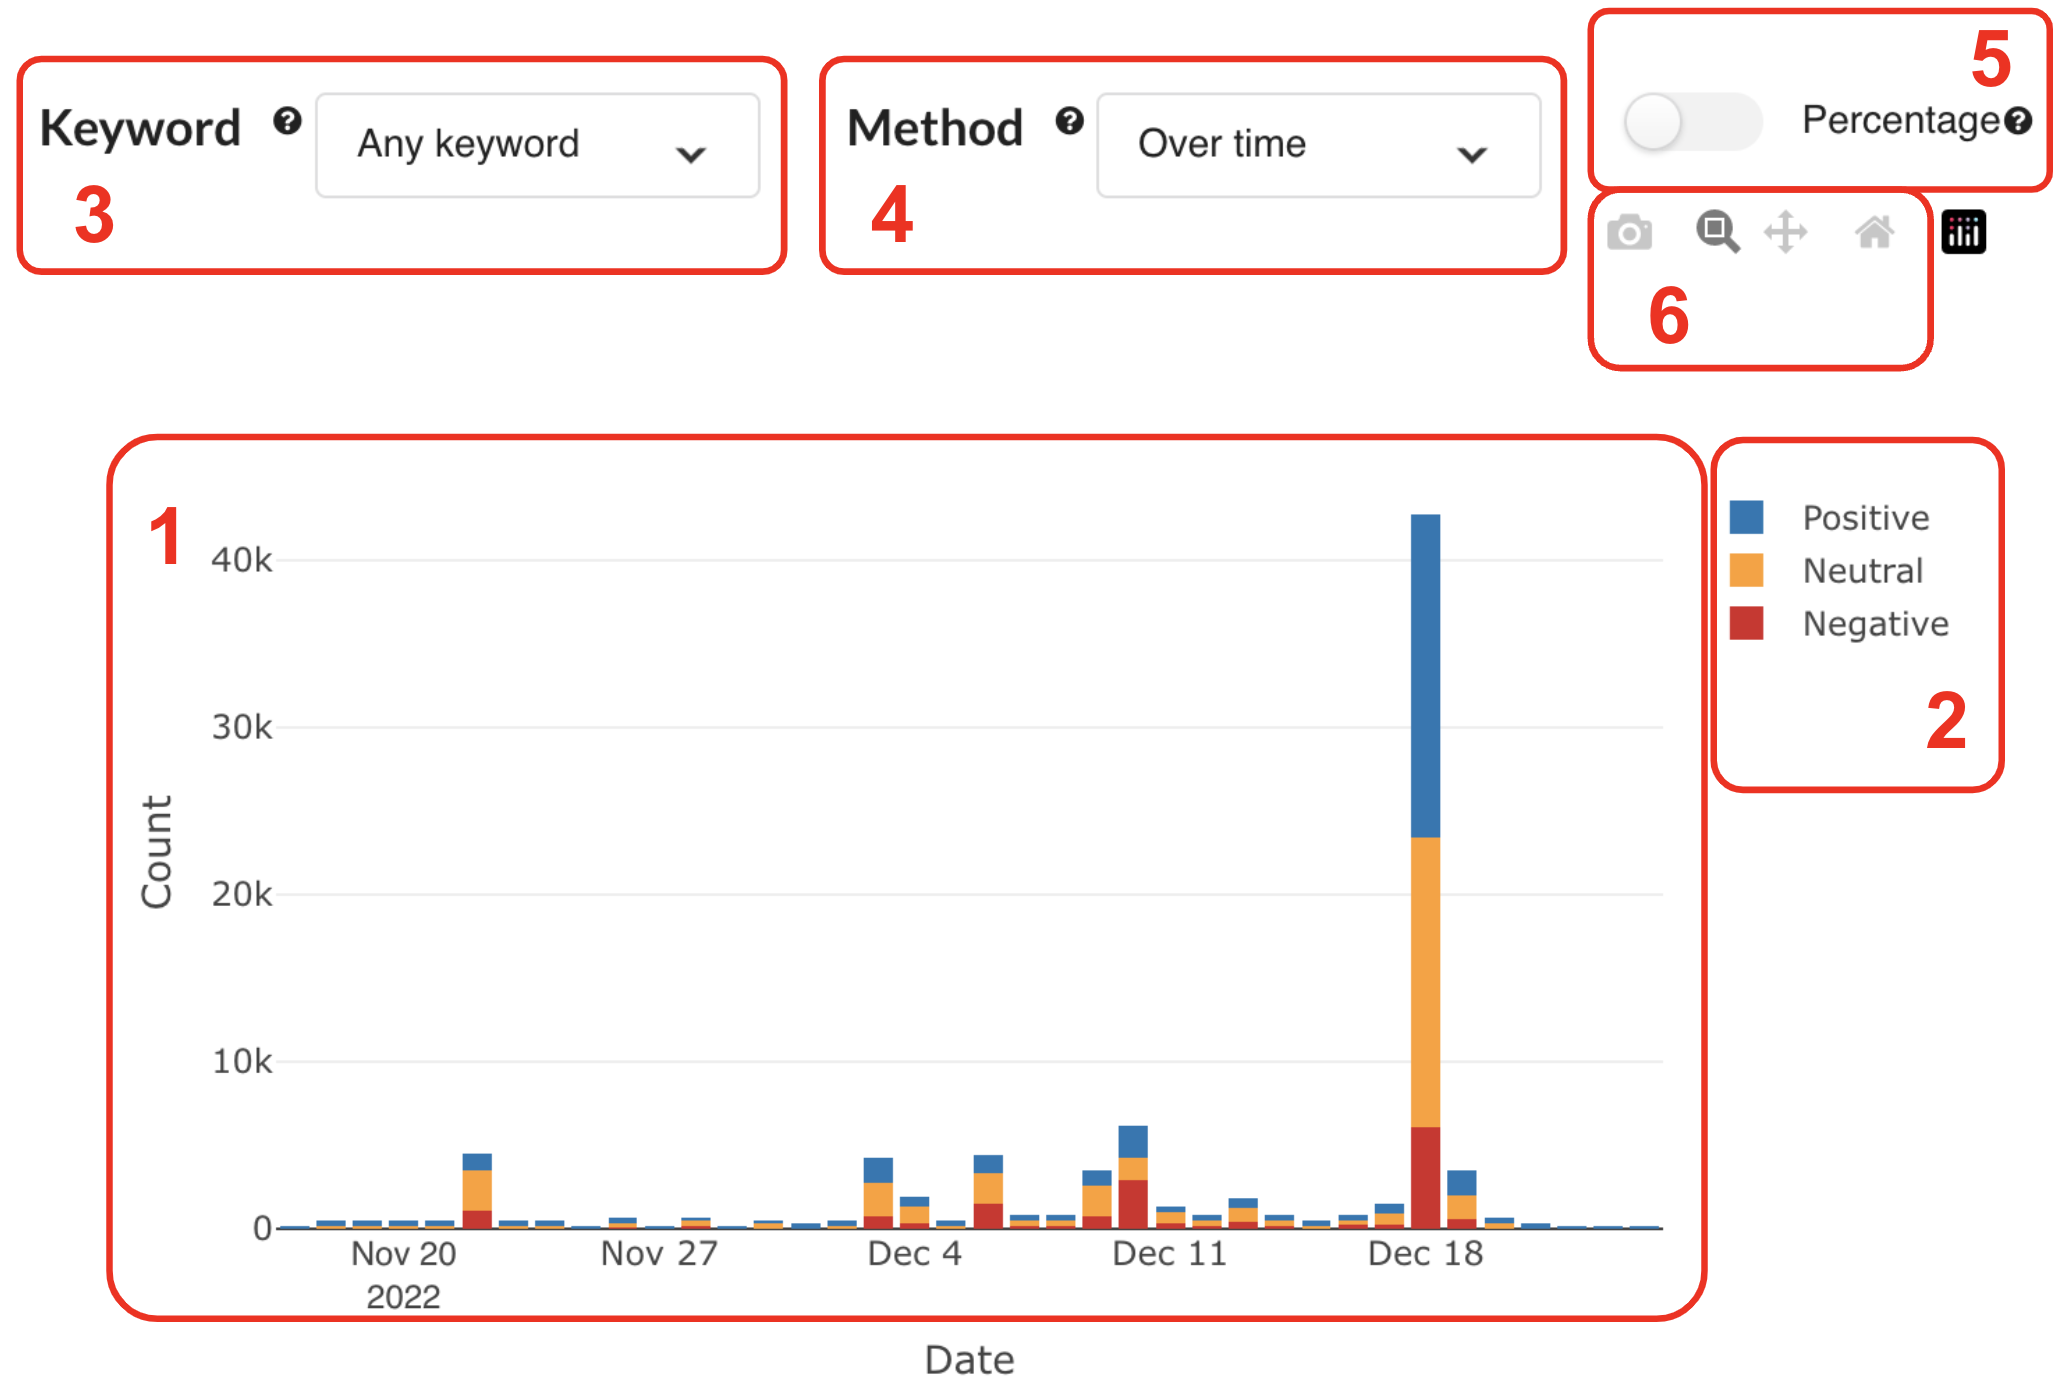 5
Keyword ? Any keyword
3
Method ? Over time
4
Percentage ?
6
1
40k
30k
20k
10k
0
Count
Nov 20 Nov 27 Dec 4 Dec 11 Dec 18
2022
Date
Positive
Neutral
Negative
2